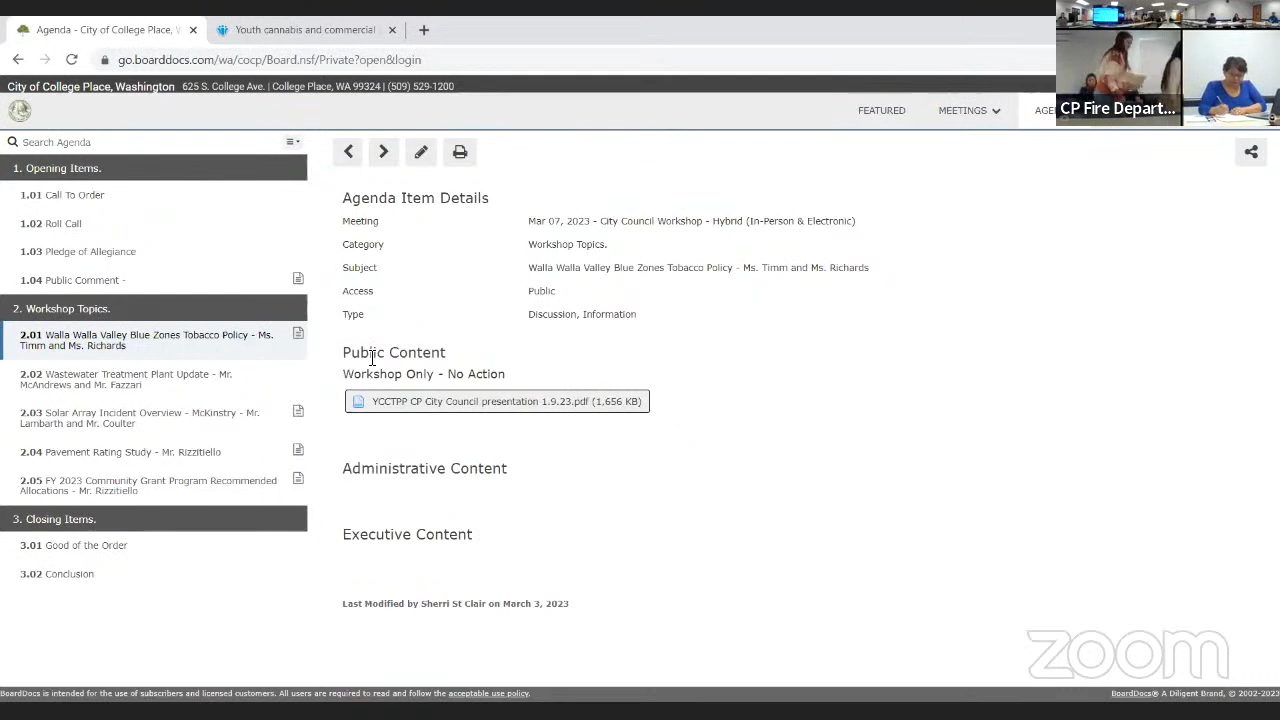 Agenda - City of College Place, V
Youth cannabis and commercial
go.boarddocs.com/wa/cocp/Board.nsf/Private?open&login
City of College Place, Washington 625 S. College Ave. | College Place, WA 99324 | (509) 529-1200
FEATURED
MEETINGS
AGE
CP Fire Depart...
Search Agenda
1. Opening Items.
1.01 Call To Order
1.02 Roll Call
1.03 Pledge of Allegiance
1.04 Public Comment -
2. Workshop Topics.
2.01 Walla Walla Valley Blue Zones Tobacco Policy - Ms.
Timm and Ms. Richards
2.02 Wastewater Treatment Plant Update - Mr.
McAndrews and Mr. Fazzari
2.03 Solar Array Incident Overview - McKinstry - Mr.
Lambarth and Mr. Coulter
2.04 Pavement Rating Study - Mr. Rizzitiello
2.05 FY 2023 Community Grant Program Recommended
Allocations - Mr. Rizzitiello
3. Closing Items.
3.01 Good of the Order
3.02 Conclusion
Agenda Item Details
Meeting
Mar 07, 2023 - City Council Workshop - Hybrid (In-Person & Electronic)
Category
Workshop Topics.
Subject
Walla Walla Valley Blue Zones Tobacco Policy - Ms. Timm and Ms. Richards
Access
Public
Type
Discussion, Information
Public Content
Workshop Only - No Action
YCCTPP CP City Council presentation 1.9.23.pdf (1,656 KB)
Administrative Content
Executive Content
Last Modified by Sherri St Clair on March 3, 2023
zoom
BoardDocs is intended for the use of subscribers and licensed customers. All users are required to read and follow the acceptable use policy.
BoardDocs® A Diligent Brand, © 2002-2023